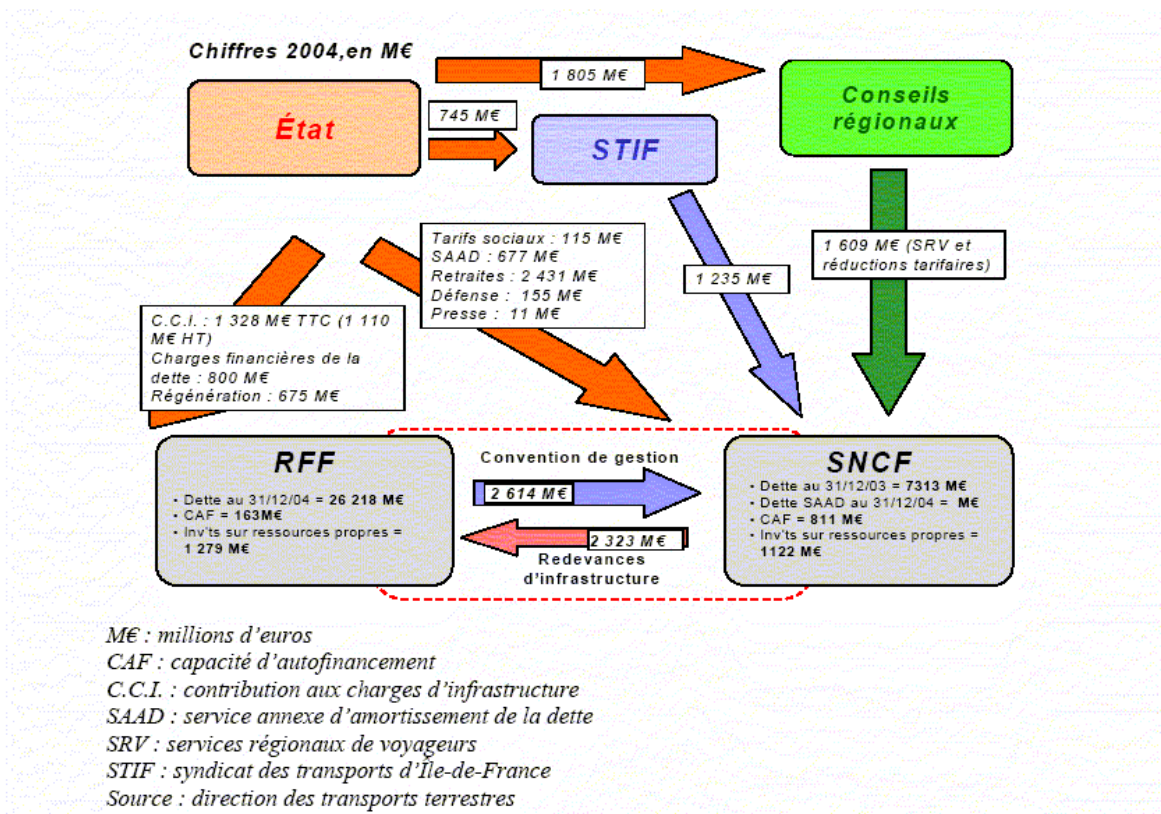 Chiffres 2004,en M€
1 805 M€
État
745 M€
STIF
Conseils
régionaux
Tarifs sociaux : 115 M€
SAAD : 677 M€
Retraites : 2 431 M€
Défense : 155 M€
Presse : 11 M€
1 235 M€
1 609 M€ (SRV et
réductions tarifaires)
C.C.I. : 1 328 M€ TTC (1 110
M€ HT)
Charges financières de la
dette : 800 M€
Régénération : 675 M€
RFF
• Dette au 31/12/04 = 26 218 M€
• CAF = 163M€
• Inv'ts sur ressources propres =
1 279 M€
Convention de gestion
2 614 M€
2 323 M€
Redevances
d'infrastructure
SNCF
• Dette au 31/12/03 = 7313 M€
• Dette SAAD au 31/12/04 = M€
• CAF = 811 M€
• Inv'ts sur ressources propres =
1122 M€
M€ : millions d'euros
CAF : capacité d'autofinancement
C.C.I. : contribution aux charges d'infrastructure
SAAD : service annexe d'amortissement de la dette
SRV : services régionaux de voyageurs
STIF : syndicat des transports d'Île-de-France
Source : direction des transports terrestres